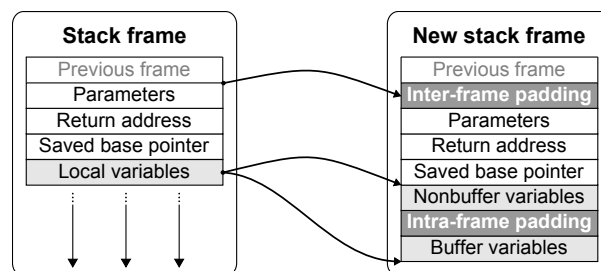 Stack frame
Previous frame
Parameters
Return address
Saved base pointer
Local variables
New stack frame
Previous frame
Inter-frame padding
Parameters
Return address
Saved base pointer
Nonbuffer variables
Intra-frame padding
Buffer variables